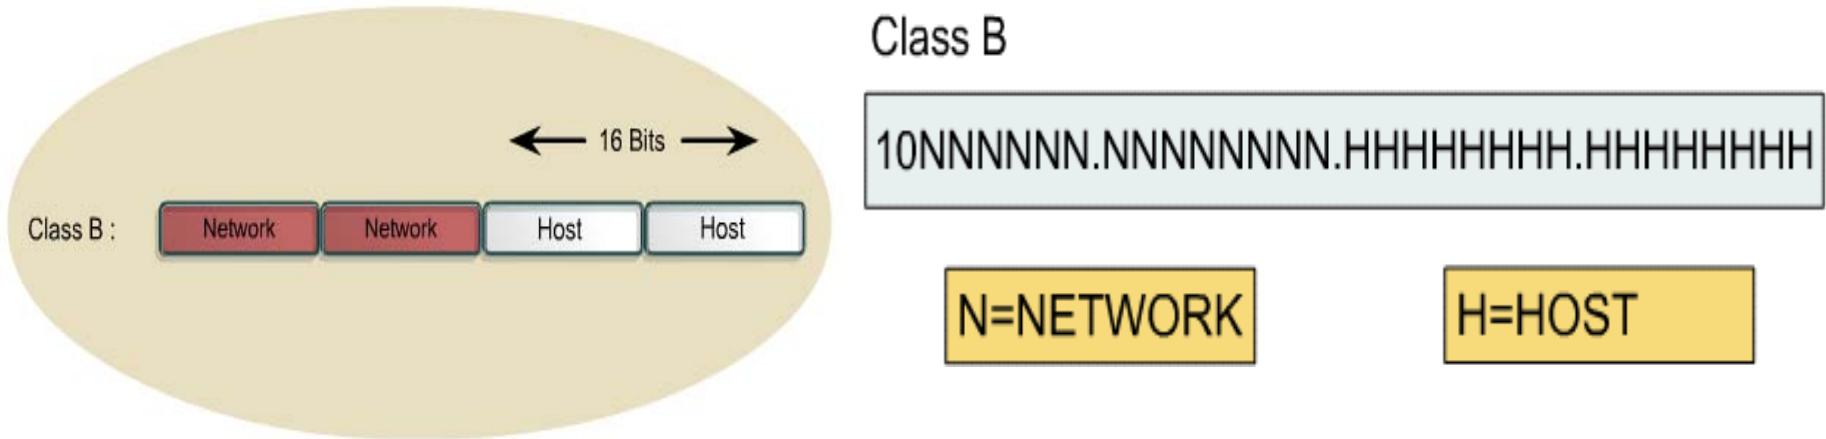 16 Bits
Class B :
Network
Network
Host
Host
Class B
10NNNNNN.NNNNNNNN.HHHHHHHH.HHHHHHHH
N=NETWORK
H=HOST